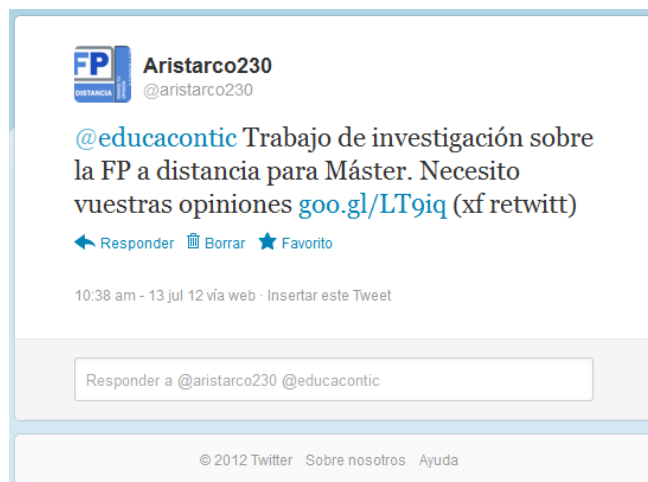 FP
DISTANCIA
Aristarco230
@aristarco230
@educacontic Trabajo de investigación sobre
la FP a distancia para Máster. Necesito
vuestras opiniones goo.gl/LT9iq (xf retwitt)
Responder Borrar Favorito
10:38 am - 13 jul 12 vía web · Insertar este Tweet
Responder a @aristarco230 @educacontic
© 2012 Twitter Sobre nosotros Ayuda